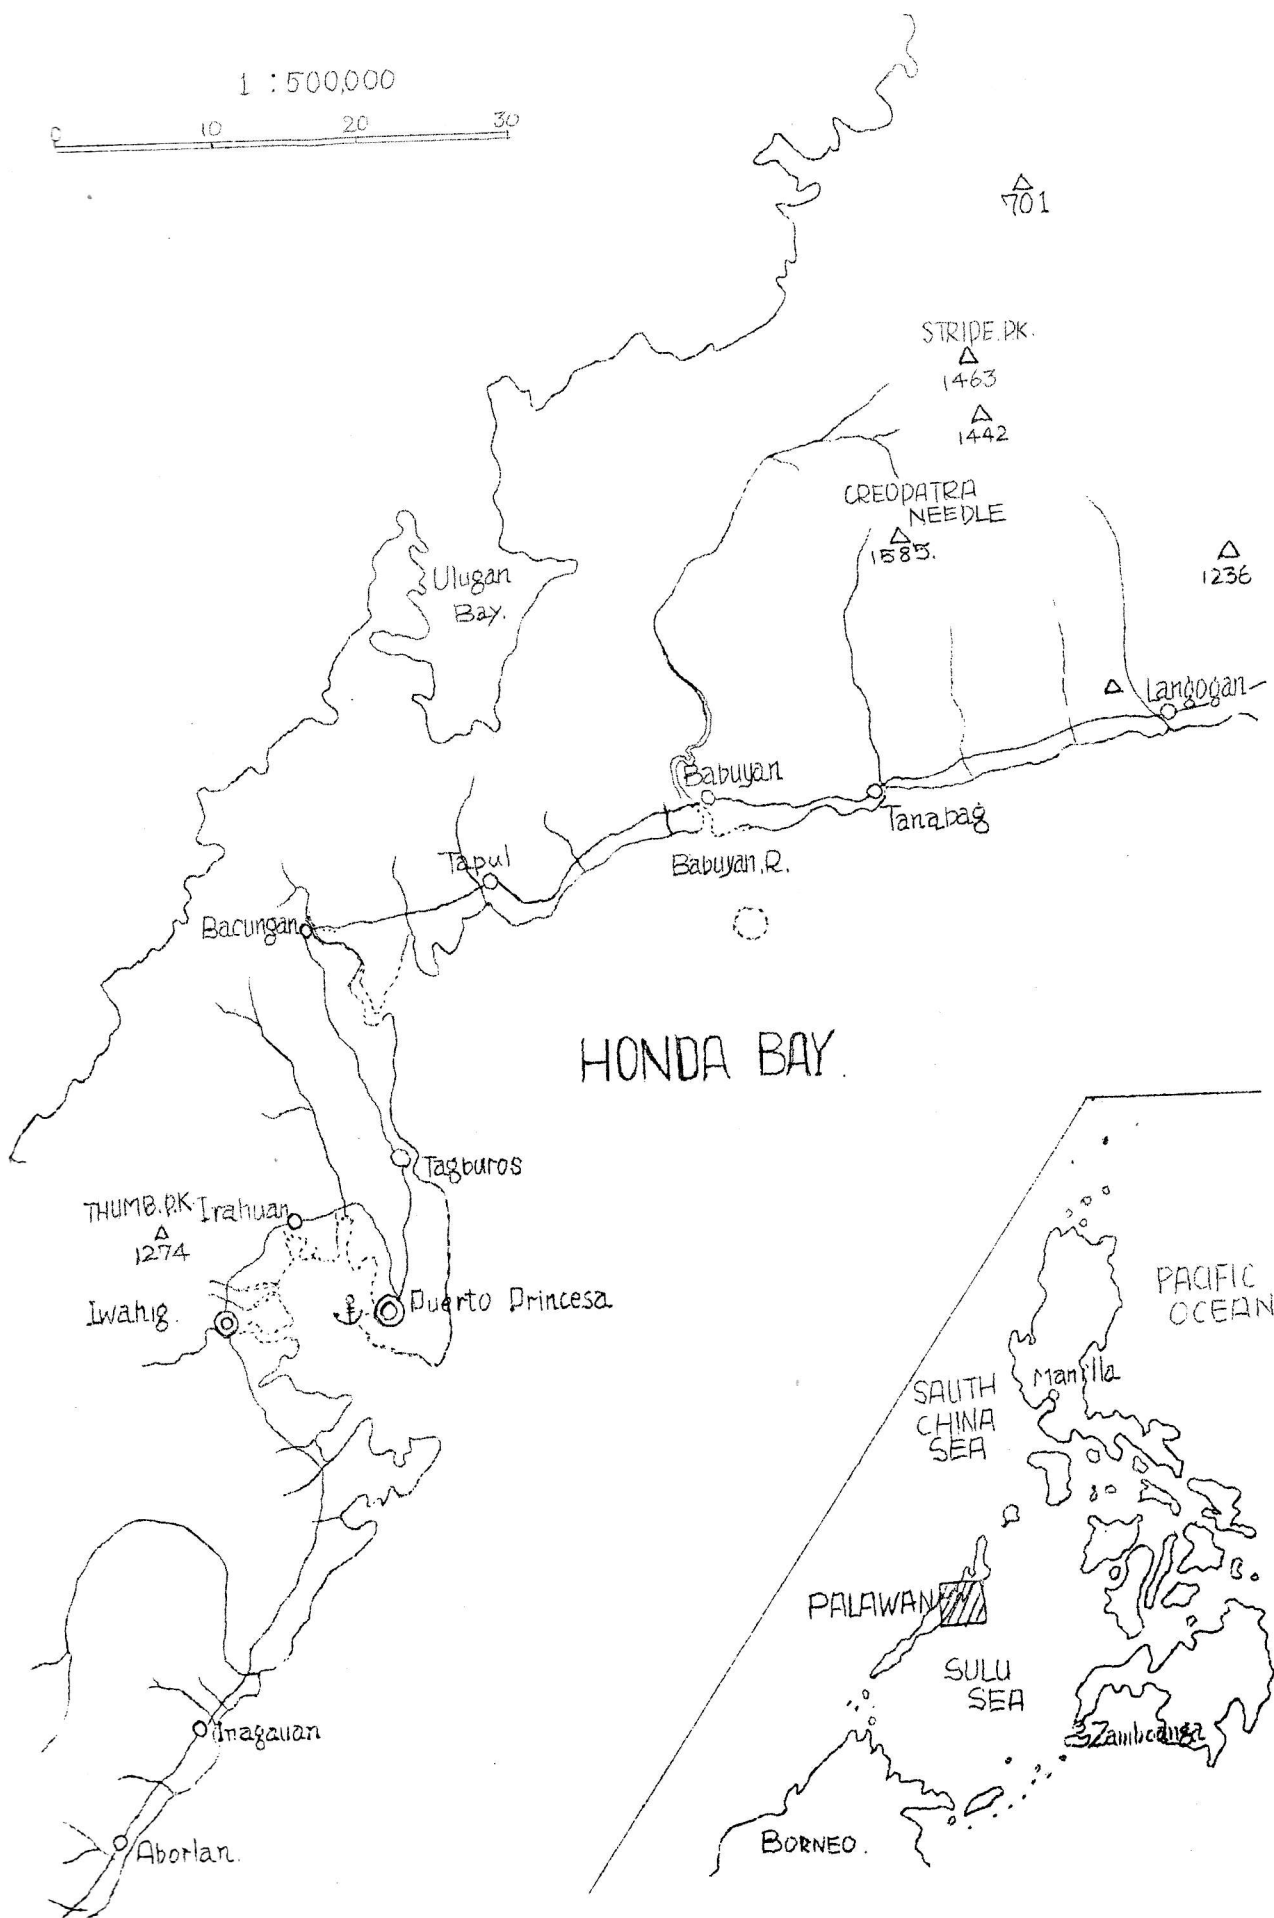 1 : 500,000
0 10 20 30
701
STRIPE.PK.
1463
1442
CREOPATRA
NEEDLE
1585.
1236
Ulugan
Bay.
Langogan
Babuyan
Tanabag
Babuyan.R.
Tapul
Bacungan
HONDA BAY.
Tagburos
THUMB.PK.
1274
Irahuan
Puerto Princesa
Iwahig.
PACIFIC
OCEAN
Manilla
SAUTH
CHINA
SEA
PALAWAN
SULU
SEA
Zamboanga
Inagauan
BORNEO.
Aborlan.